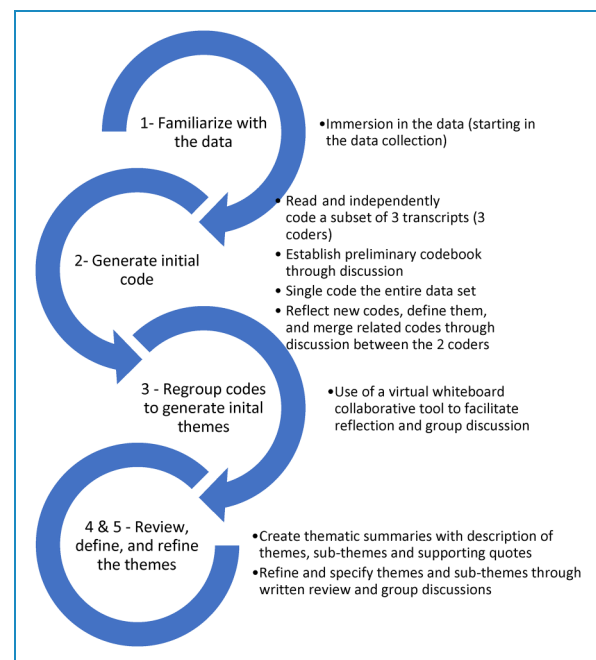 1- Familiarize with
the data
•Immersion in the data (starting in
the data collection)
2- Generate initial
code
• Read and independently
code a subset of 3 transcripts (3
coders)
• Establish preliminary codebook
through discussion
• Single code the entire data set
• Reflect new codes, define them,
and merge related codes through
discussion between the 2 coders
3 - Regroup codes
to generate inital
themes
•Use of a virtual whiteboard
collaborative tool to facilitate
reflection and group discussion
4 & 5 - Review,
define, and refine
the themes
•Create thematic summaries with description of
themes, sub-themes and supporting quotes
•Refine and specify themes and sub-themes through
written review and group discussions